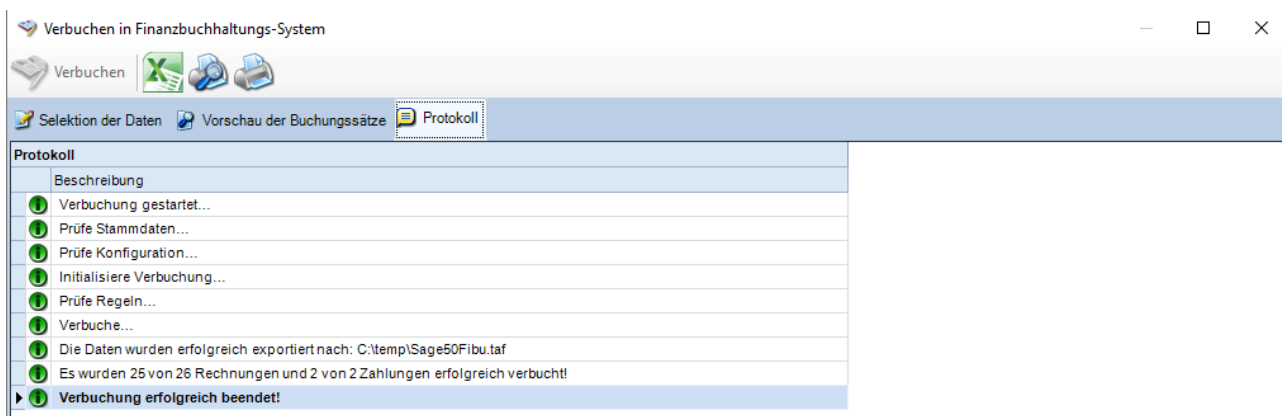 Verbuchen in Finanzbuchhaltungs-System
Verbuchen
Selektion der Daten Vorschau der Buchungssätze Protokoll
Protokoll
Beschreibung
Verbuchung gestartet...
Prüfe Stammdaten...
Prüfe Konfiguration...
Initialisiere Verbuchung...
Prüfe Regeln...
Verbuche...
Die Daten wurden erfolgreich exportiert nach: C:\temp\Sage50Fibu.taf
Es wurden 25 von 26 Rechnungen und 2 von 2 Zahlungen erfolgreich verbucht!
Verbuchung erfolgreich beendet!